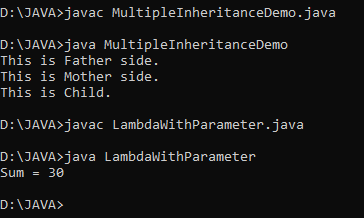 D:\JAVA>javac MultipleInheritanceDemo.java
D:\JAVA>java MultipleInheritanceDemo
This is Father side.
This is Mother side.
This is Child.
D:\JAVA>javac LambdaWithParameter.java
D:\JAVA>java LambdaWithParameter
Sum = 30
D:\JAVA>